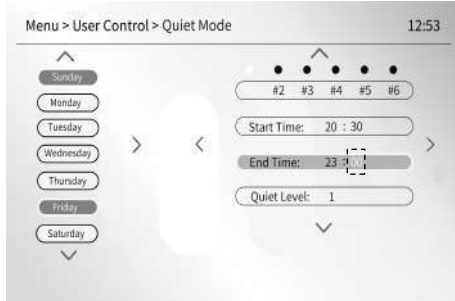 Menu > User Control > Quiet Mode 12:53
Sunday
Monday
Tuesday
Wednesday
Thursday
Friday
Saturday
#2 #3 #4 #5 #6
Start Time: 20 : 30
End Time: 23 : 00
Quiet Level: 1